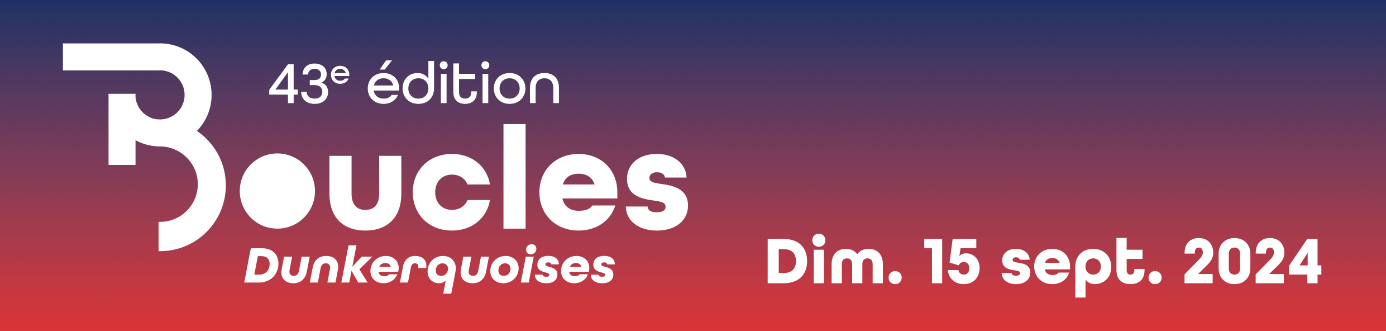 43e édition
Boucles
Dunkerquoises
Dim. 15 sept. 2024